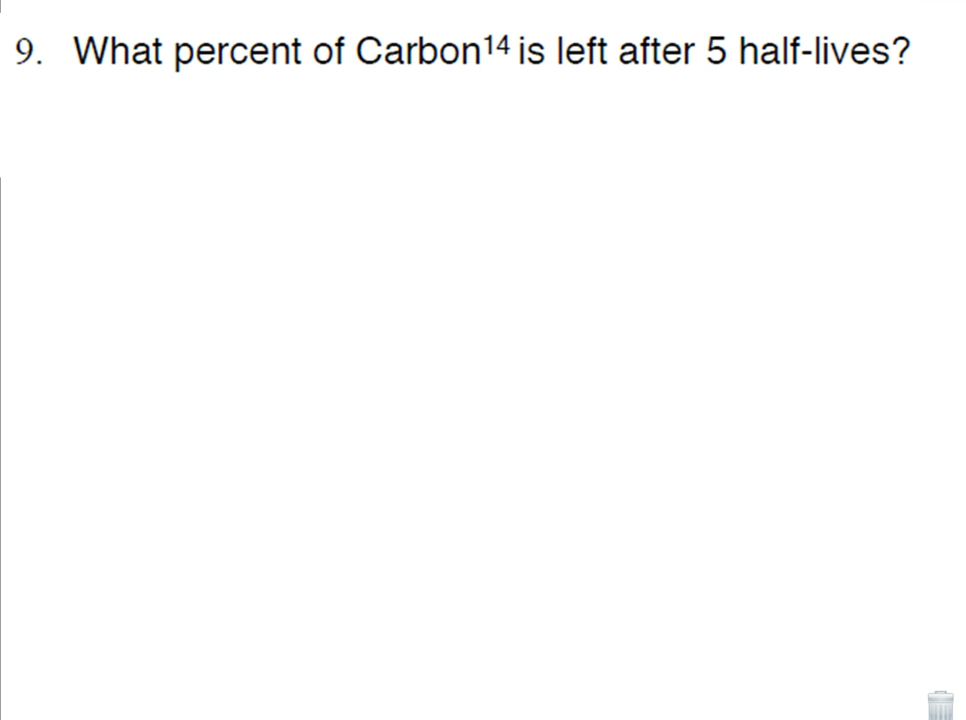 9. What percent of Carbon¹⁴ is left after 5 half-lives?